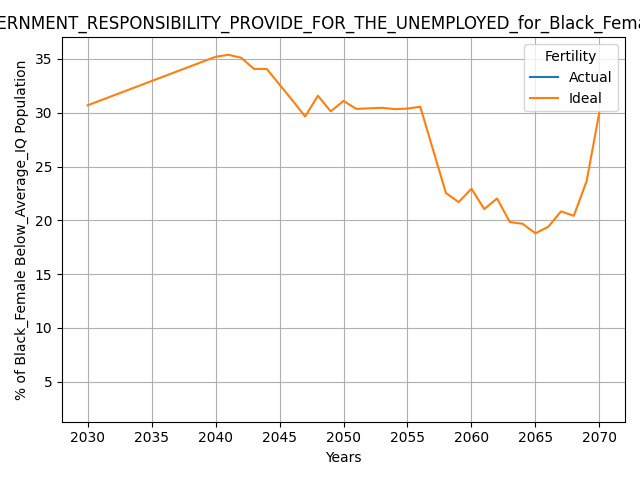 ERNMENT_RESPONSIBILITY_PROVIDE_FOR_THE_UNEMPLOYED_for_Black_Fema
Fertility
Actual
Ideal
% of Black_Female Below_Average_IQ Population
35
30
25
20
15
10
5
2030 2035 2040 2045 2050 2055 2060 2065 2070
Years